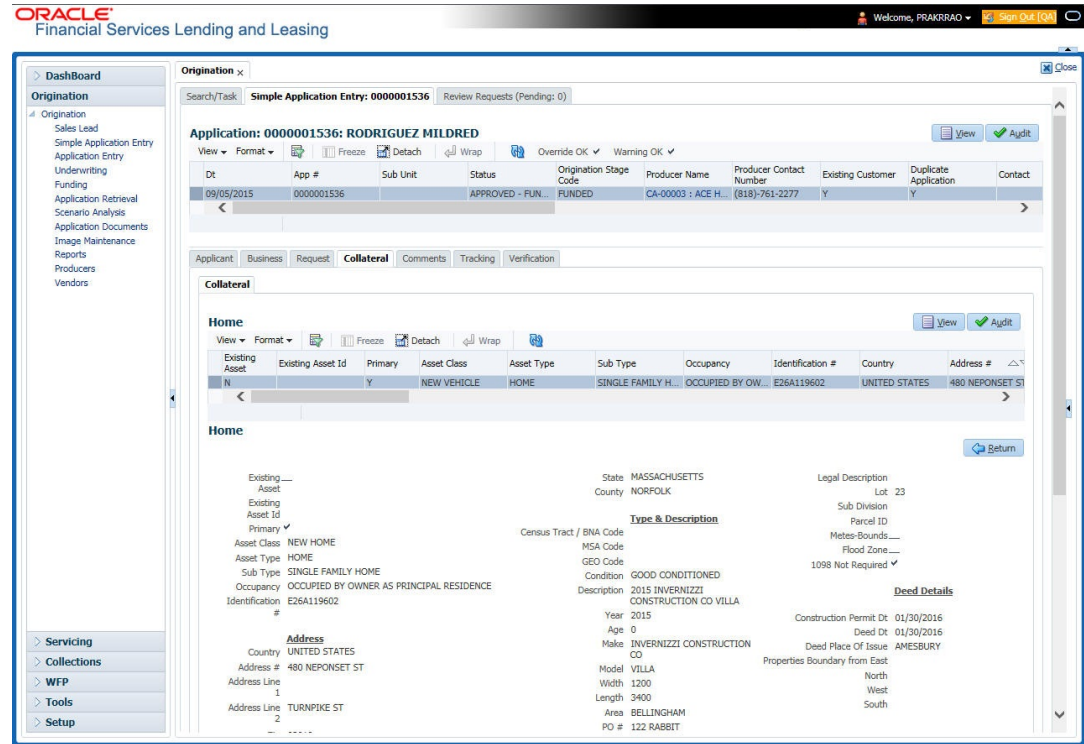 ORACLE
Financial Services Lending and Leasing
Welcome, PRAKRRAO
Sign Out [QA]
Close
DashBoard
Origination
Origination
Sales Lead
Simple Application Entry
Application Entry
Underwriting
Funding
Application Retrieval
Scenario Analysis
Application Documents
Image Maintenance
Reports
Producers
Vendors
Servicing
Collections
WFP
Tools
Setup
Origination
Search/Task Simple Application Entry: 0000001536 Review Requests (Pending: 0)
Application: 0000001536: RODRIGUEZ MILDRED
View Audit
View Format Freeze Detach Wrap Override OK Warning OK
Dt App # Sub Unit Status Origination Stage Code Producer Name Producer Contact Number Existing Customer Duplicate Application Contact
09/05/2015 0000001536 APPROVED - FUN... FUNDED CA-00003 : ACE H... (818)-761-2277 Y Y
Applicant Business Request Collateral Comments Tracking Verification
Collateral
Home
View Audit
View Format Freeze Detach Wrap
Existing Asset Existing Asset Id Primary Asset Class Asset Type Sub Type Occupancy Identification # Country Address #
N Y NEW VEHICLE HOME SINGLE FAMILY H... OCCUPIED BY OW... E26A119602 UNITED STATES 480 NEPONSET ST
Home
Return
Existing Asset
Existing Asset Id
Primary
Asset Class NEW HOME
Asset Type HOME
Sub Type SINGLE FAMILY HOME
Occupancy OCCUPIED BY OWNER AS PRINCIPAL RESIDENCE
Identification # E26A119602
Address
Country UNITED STATES
Address # 480 NEPONSET ST
Address Line 1
Address Line 2 TURNPIKE ST
State MASSACHUSETTS
County NORFOLK
Type & Description
Census Tract / BNA Code
MSA Code
GEO Code
Condition GOOD CONDITIONED
Description 2015 INVERNIZZI CONSTRUCTION CO VILLA
Year 2015
Age 0
Make INVERNIZZI CONSTRUCTION CO
Model VILLA
Width 1200
Length 3400
Area BELLINGHAM
PO # 122 RABBIT
Legal Description
Lot 23
Sub Division
Parcel ID
Metes-Bounds
Flood Zone
1098 Not Required
Deed Details
Construction Permit Dt 01/30/2016
Deed Dt 01/30/2016
Deed Place Of Issue AMESBURY
Properties Boundary from East
North
West
South